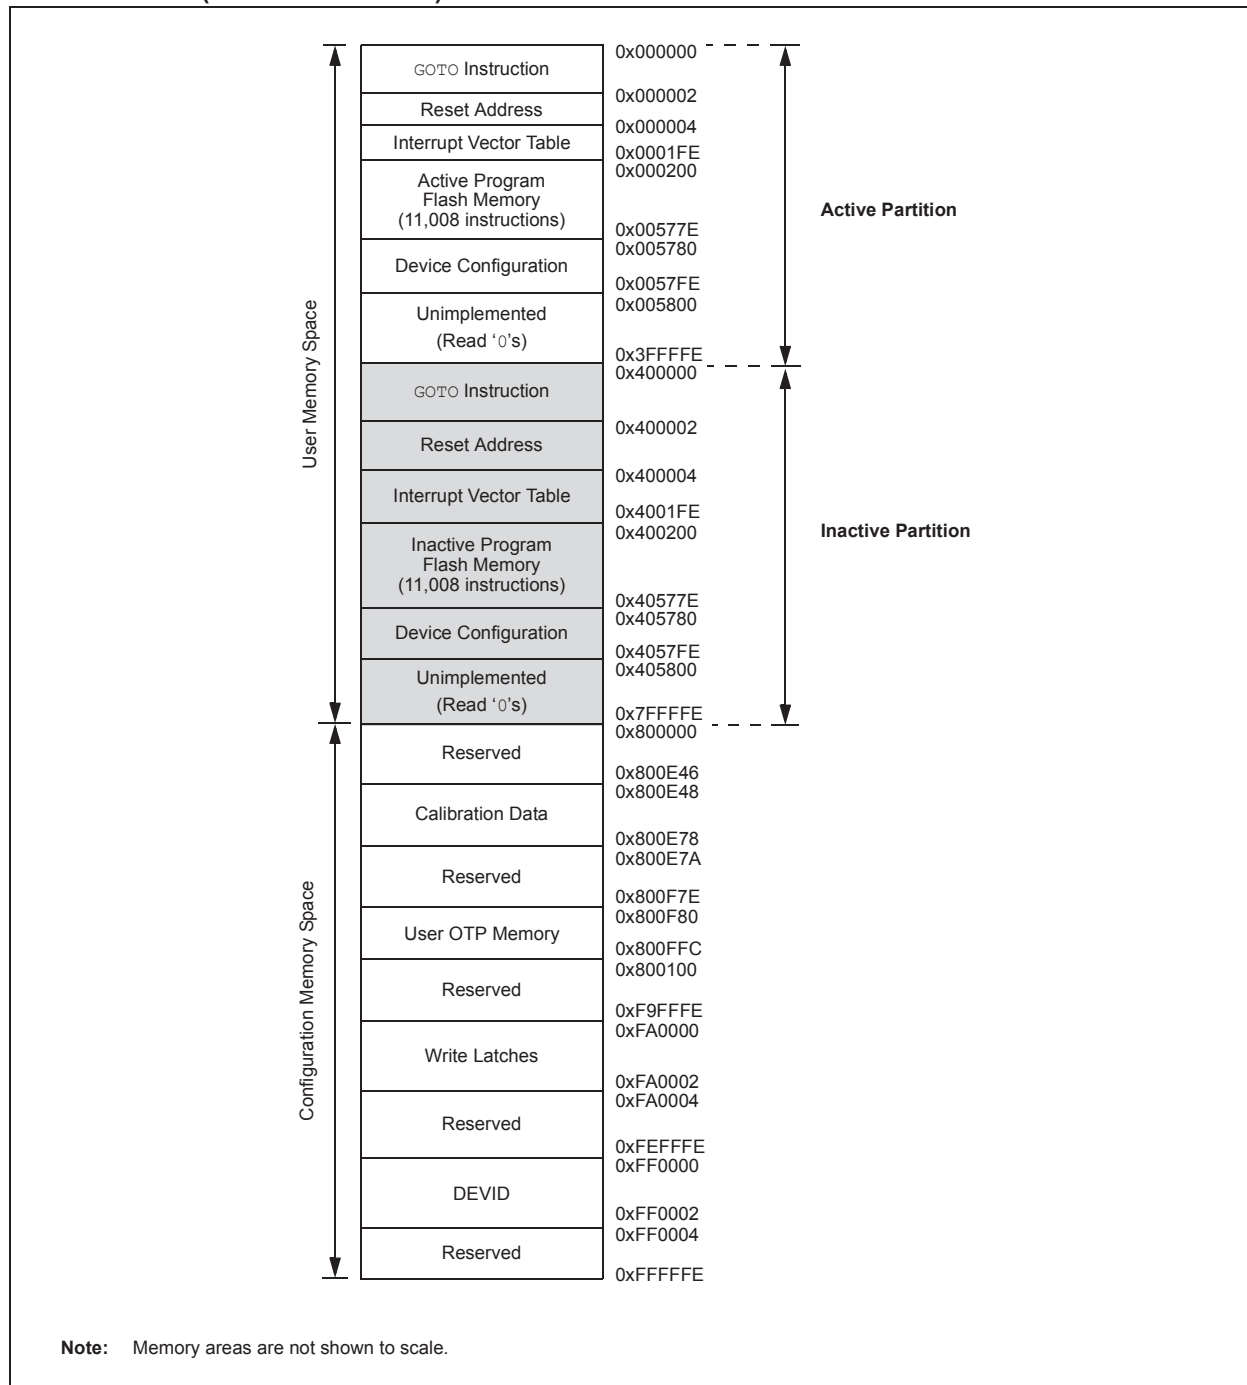 0x000000
GOTO Instruction
0x000002
Reset Address
0x000004
Interrupt Vector Table
0x0001FE
0x000200
Active Program
Flash Memory
(11,008 instructions)
Active Partition
0x00577E
0x005780
Device Configuration
0x0057FE
0x005800
Unimplemented
(Read ‘0’s)
0x3FFFFE
0x400000
User Memory Space
GOTO Instruction
0x400002
Reset Address
0x400004
Interrupt Vector Table
0x4001FE
0x400200
Inactive Partition
Inactive Program
Flash Memory
(11,008 instructions)
0x40577E
0x405780
Device Configuration
0x4057FE
0x405800
Unimplemented
(Read ‘0’s)
0x7FFFFE
0x800000
Reserved
0x800E46
0x800E48
Calibration Data
0x800E78
0x800E7A
Reserved
0x800F7E
0x800F80
User OTP Memory
0x800FFC
0x800100
Configuration Memory Space
Reserved
0xF9FFFE
0xFA0000
Write Latches
0xFA0002
0xFA0004
Reserved
0xFEFFFE
0xFF0000
DEVID
0xFF0002
0xFF0004
Reserved
0xFFFFFE
Note: Memory areas are not shown to scale.